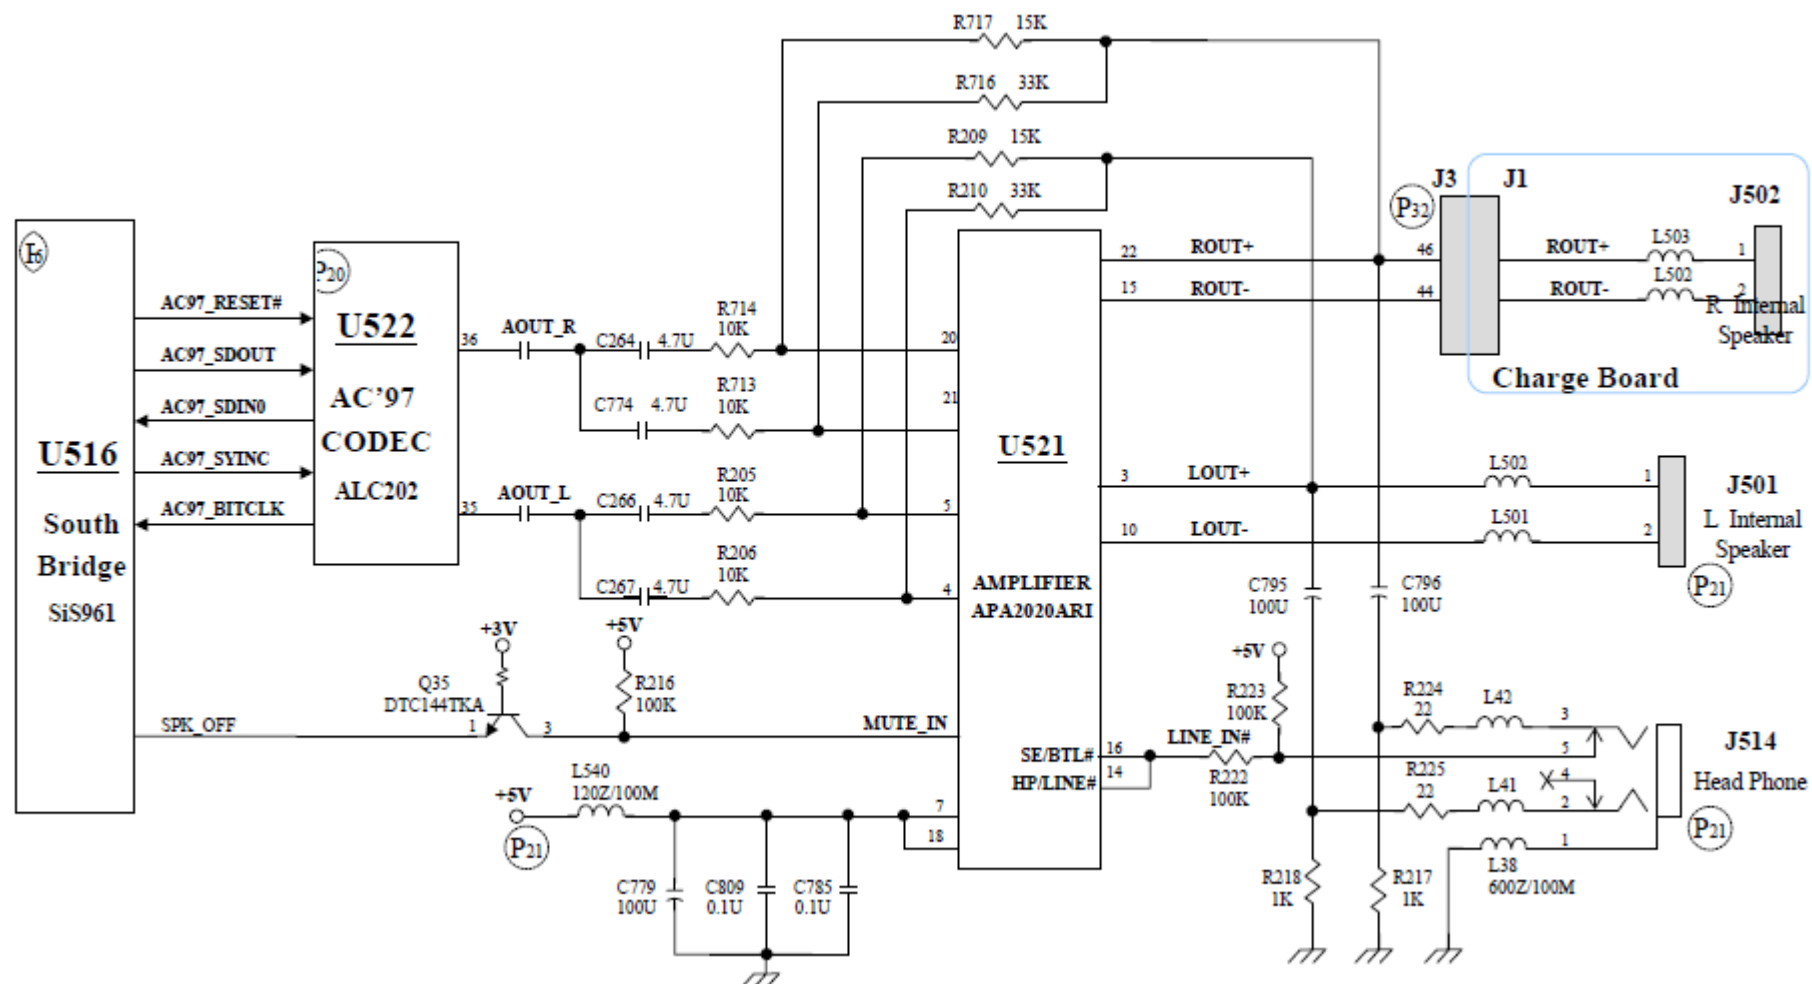 R717 15K
R716 33K
R209 15K
R210 33K
J3 J1
P32
J502
22 ROUT+ 46 ROUT+ L503 1
15 ROUT- 44 ROUT- L502 2
R Internal
Speaker
Charge Board
P20
AC97_RESET#
AC97_SDOUT
AC97_SDIN0
AC97_SYINC
AC97_BITCLK
U516
South
Bridge
SiS961
U522
AC'97
CODEC
ALC202
36 AOUT_R
C264 4.7U
R714
10K
20
C774 4.7U
R713
10K
21
35 AOUT_L
C266 4.7U
R205
10K
5
C267 4.7U
R206
10K
4
U521
AMPLIFIER
APA2020ARI
3 LOUT+ L502 1
10 LOUT- L501 2
J501
L Internal
Speaker
P21
C795
100U
C796
100U
+3V
+5V
Q35
DTC144TKA
R216
100K
SPK_OFF 1 3 MUTE_IN
+5V
R223
100K
SE/BTL# 16
HP/LINE# 14
LINE_IN#
R222
100K
R224
22
L42
3
5
R225
22
L41
4
2
1
L38
600Z/100M
J514
Head Phone
P21
L540
120Z/100M
+5V
P21
7
18
C779
100U
C809
0.1U
C785
0.1U
R218
1K
R217
1K